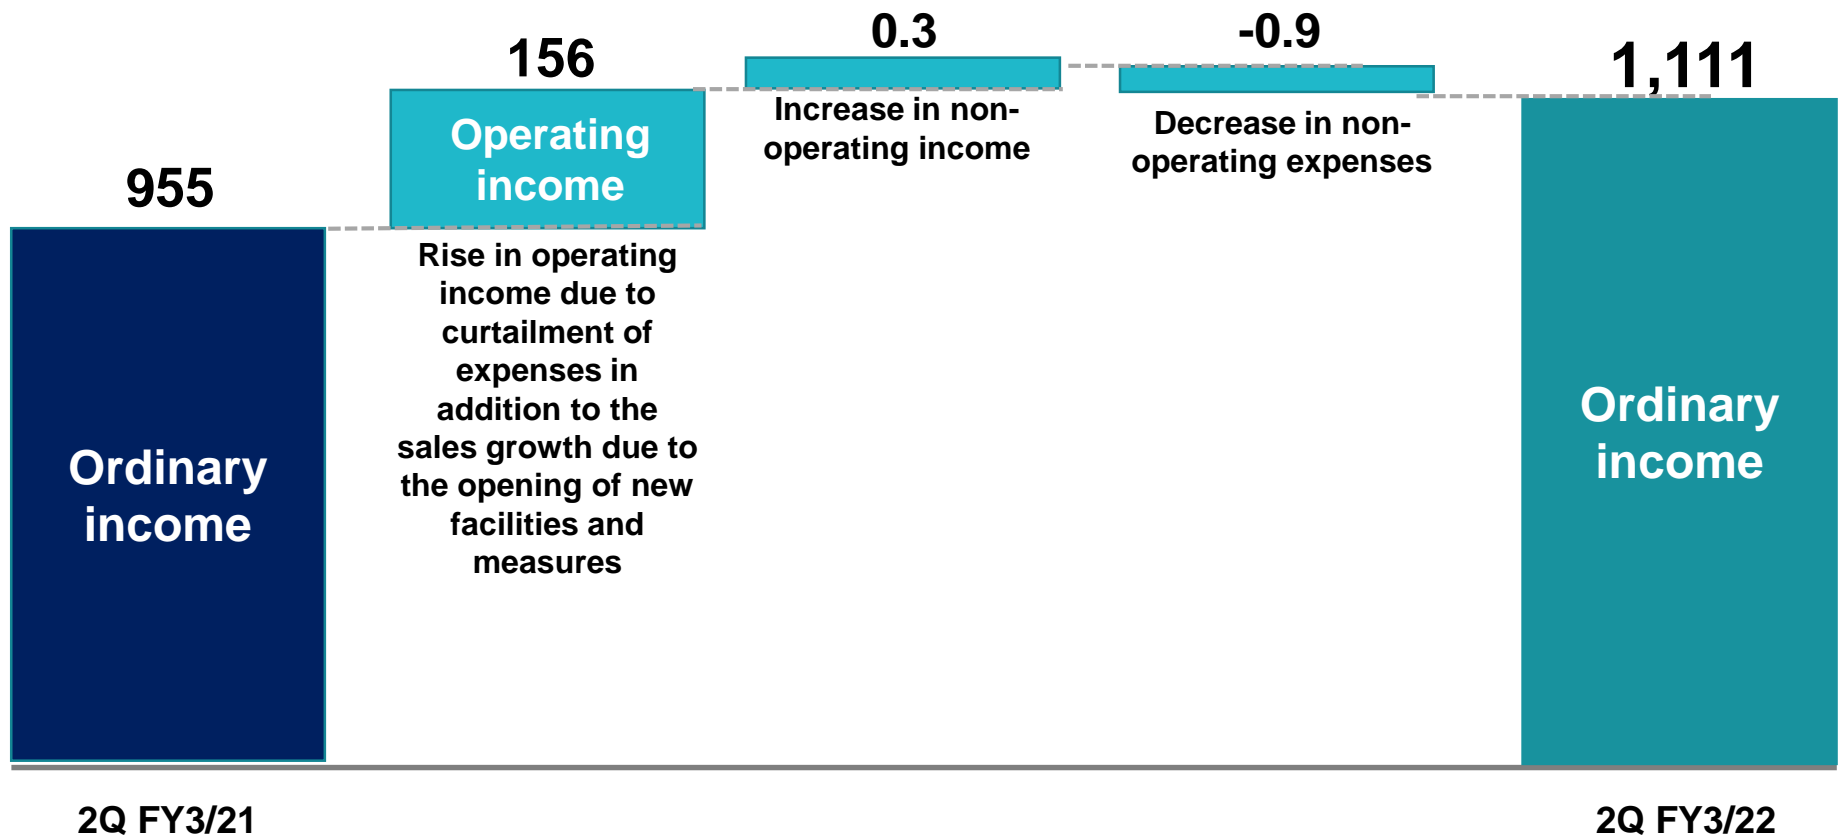 955
Ordinary
income
2Q FY3/21
156
Operating
income
Rise in operating
income due to
curtailment of
expenses in
addition to the
sales growth due to
the opening of new
facilities and
measures
0.3
Increase in non-
operating income
-0.9
Decrease in non-
operating expenses
1,111
Ordinary
income
2Q FY3/22